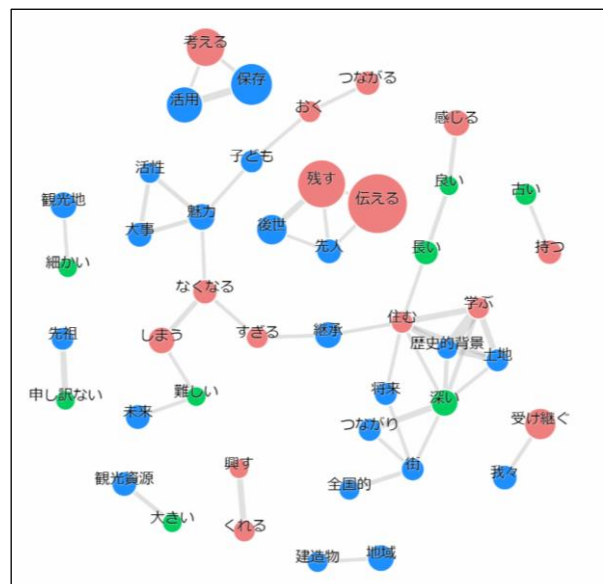 考える
保存
活用
つながる
おく
感じる
子ども
活性
残す
良い
古い
観光地
伝える
魅力
後世
大事
先人
長い
持つ
細かい
なくなる
学ぶ
住む
先祖
しまう
すぎる
継承
歴史的背景
土地
申し訳ない
難しい
将来
深い
未来
つながり
受け継ぐ
興す
街
我々
観光資源
全国的
大きい
くれる
建造物
地域